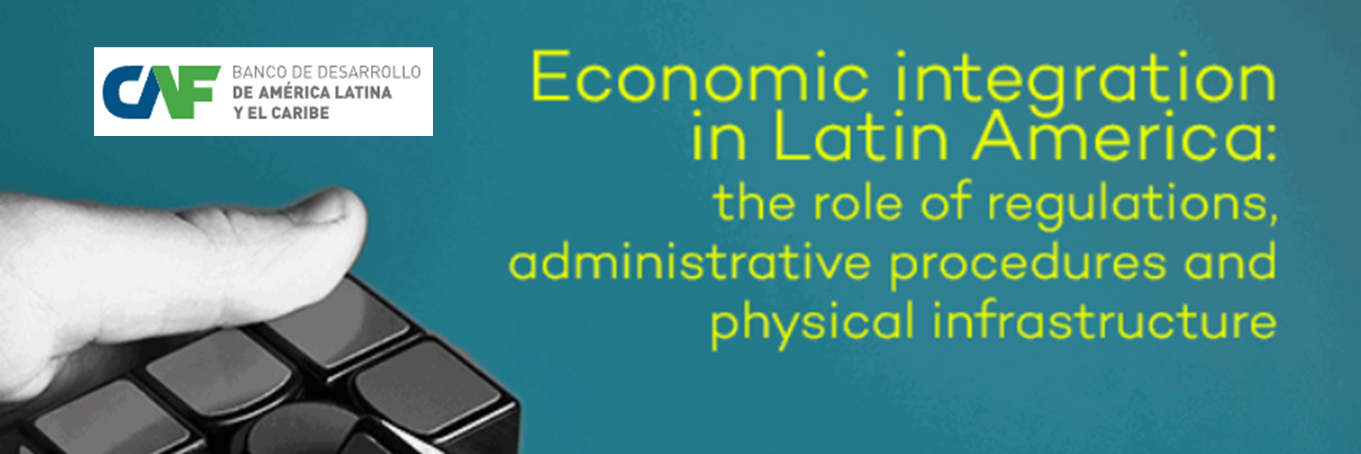 CAF
BANCO DE DESARROLLO
DE AMÉRICA LATINA
Y EL CARIBE
Economic integration
in Latin America:
the role of regulations,
administrative procedures and
physical infrastructure